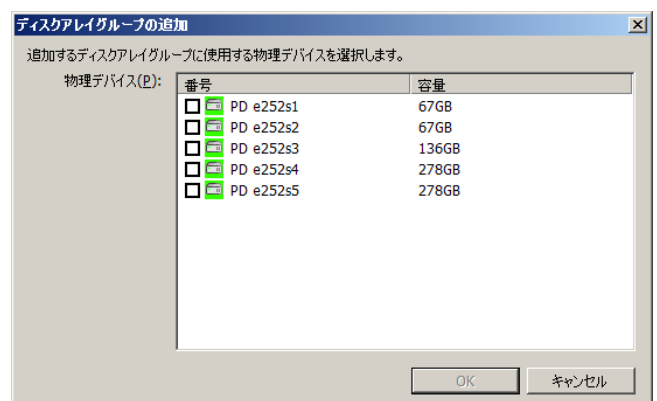 ディスクアレイグループの追加
追加するディスクアレイグループに使用する物理デバイスを選択します。
物理デバイス(P):
番号 容量
PD e252s1 67GB
PD e252s2 67GB
PD e252s3 136GB
PD e252s4 278GB
PD e252s5 278GB
OK キャンセル